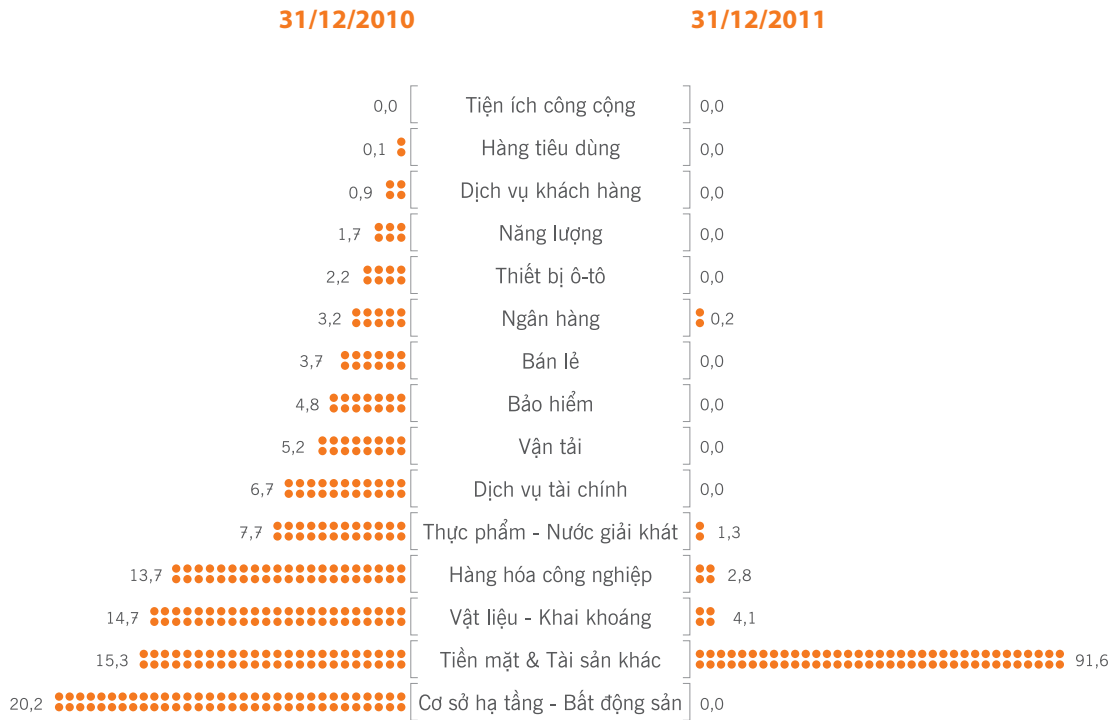 31/12/2010 31/12/2011
0,0 Tiện ích công cộng 0,0
0,1 Hàng tiêu dùng 0,0
0,9 Dịch vụ khách hàng 0,0
1,7 Năng lượng 0,0
2,2 Thiết bị ô-tô 0,0
3,2 Ngân hàng 0,2
3,7 Bán lẻ 0,0
4,8 Bảo hiểm 0,0
5,2 Vận tải 0,0
6,7 Dịch vụ tài chính 0,0
7,7 Thực phẩm - Nước giải khát 1,3
13,7 Hàng hóa công nghiệp 2,8
14,7 Vật liệu - Khai khoáng 4,1
15,3 Tiền mặt & Tài sản khác 91,6
20,2 Cơ sở hạ tầng - Bất động sản 0,0